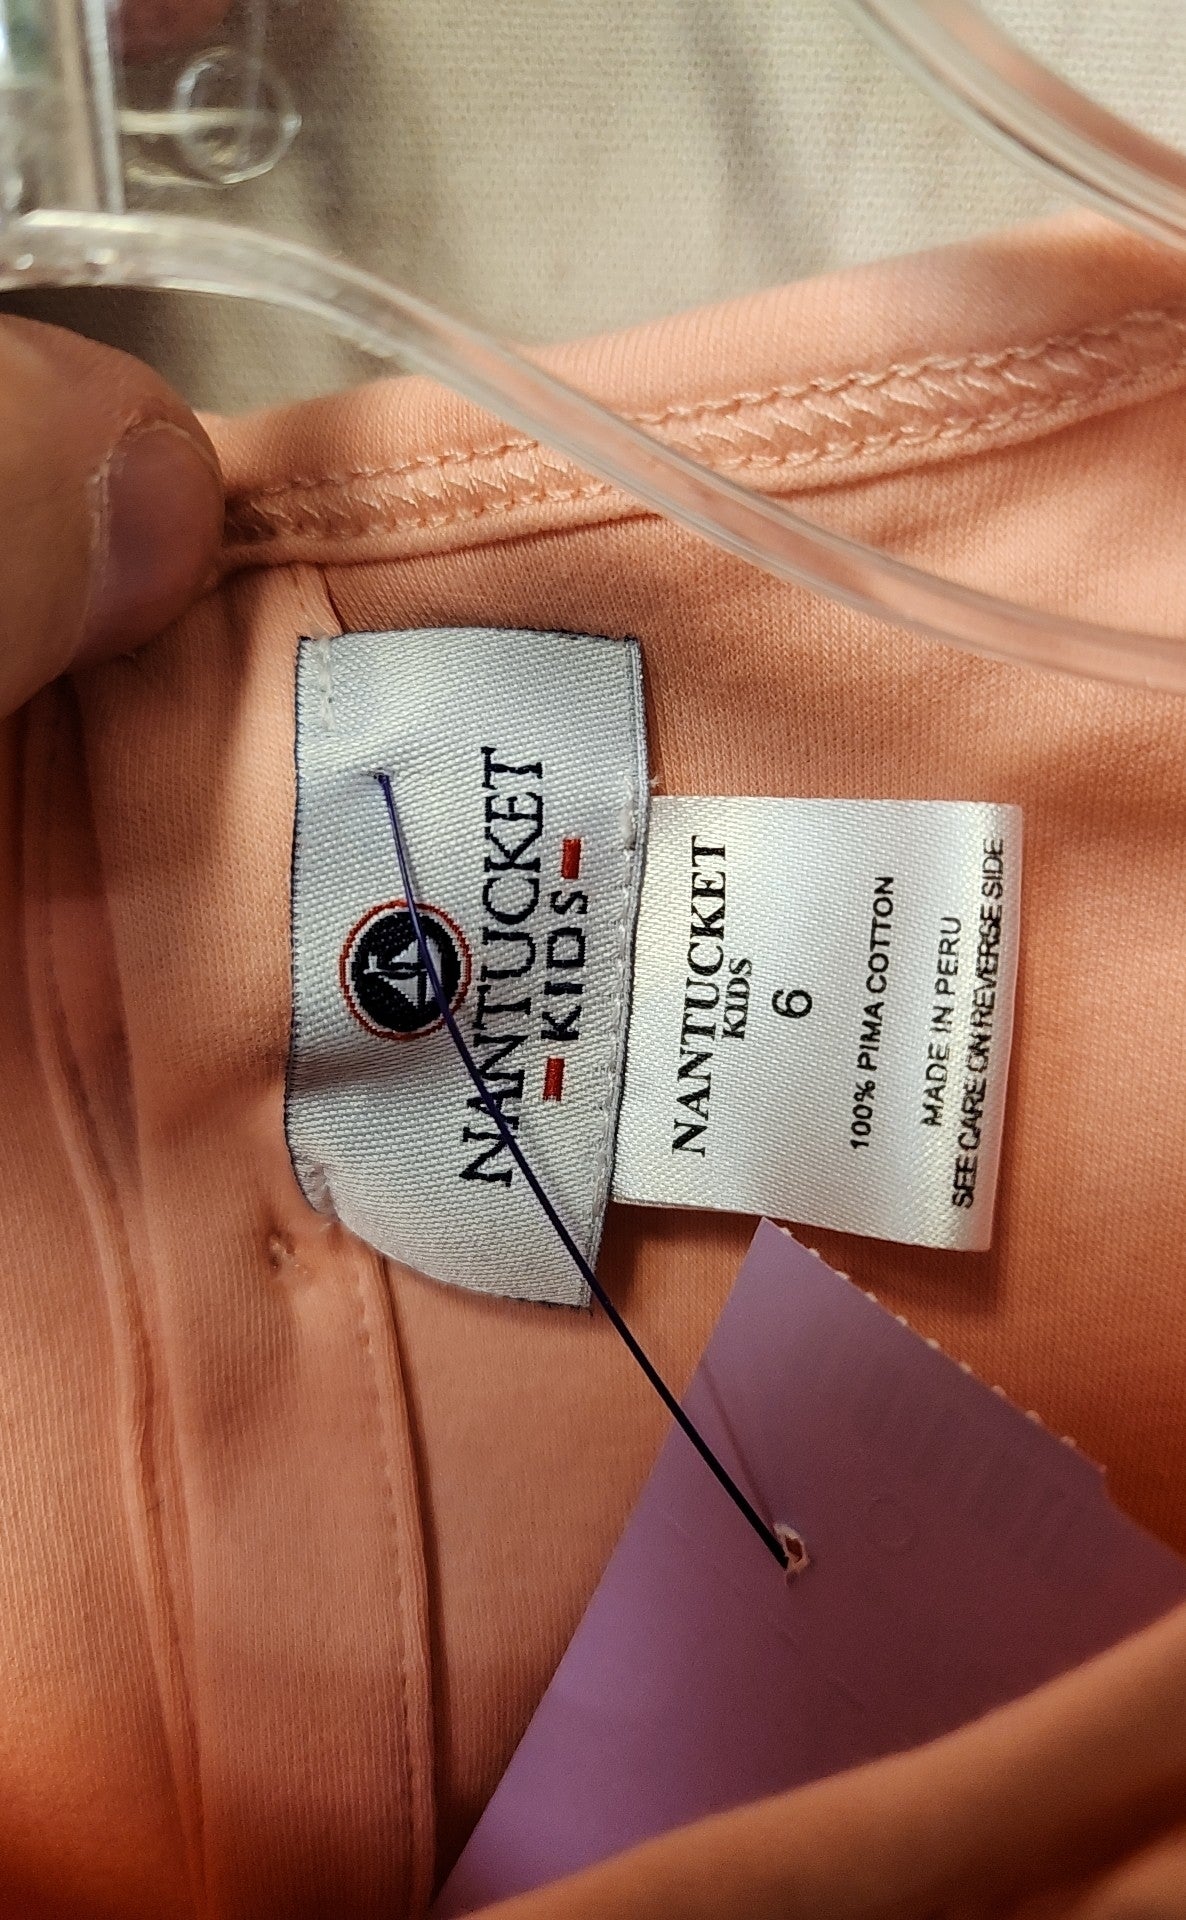 NANTUCKET
KIDS
NANTUCKET
KIDS
6
100% PIMA COTTON
MADE IN PERU
SEE CARE ON REVERSE SIDE